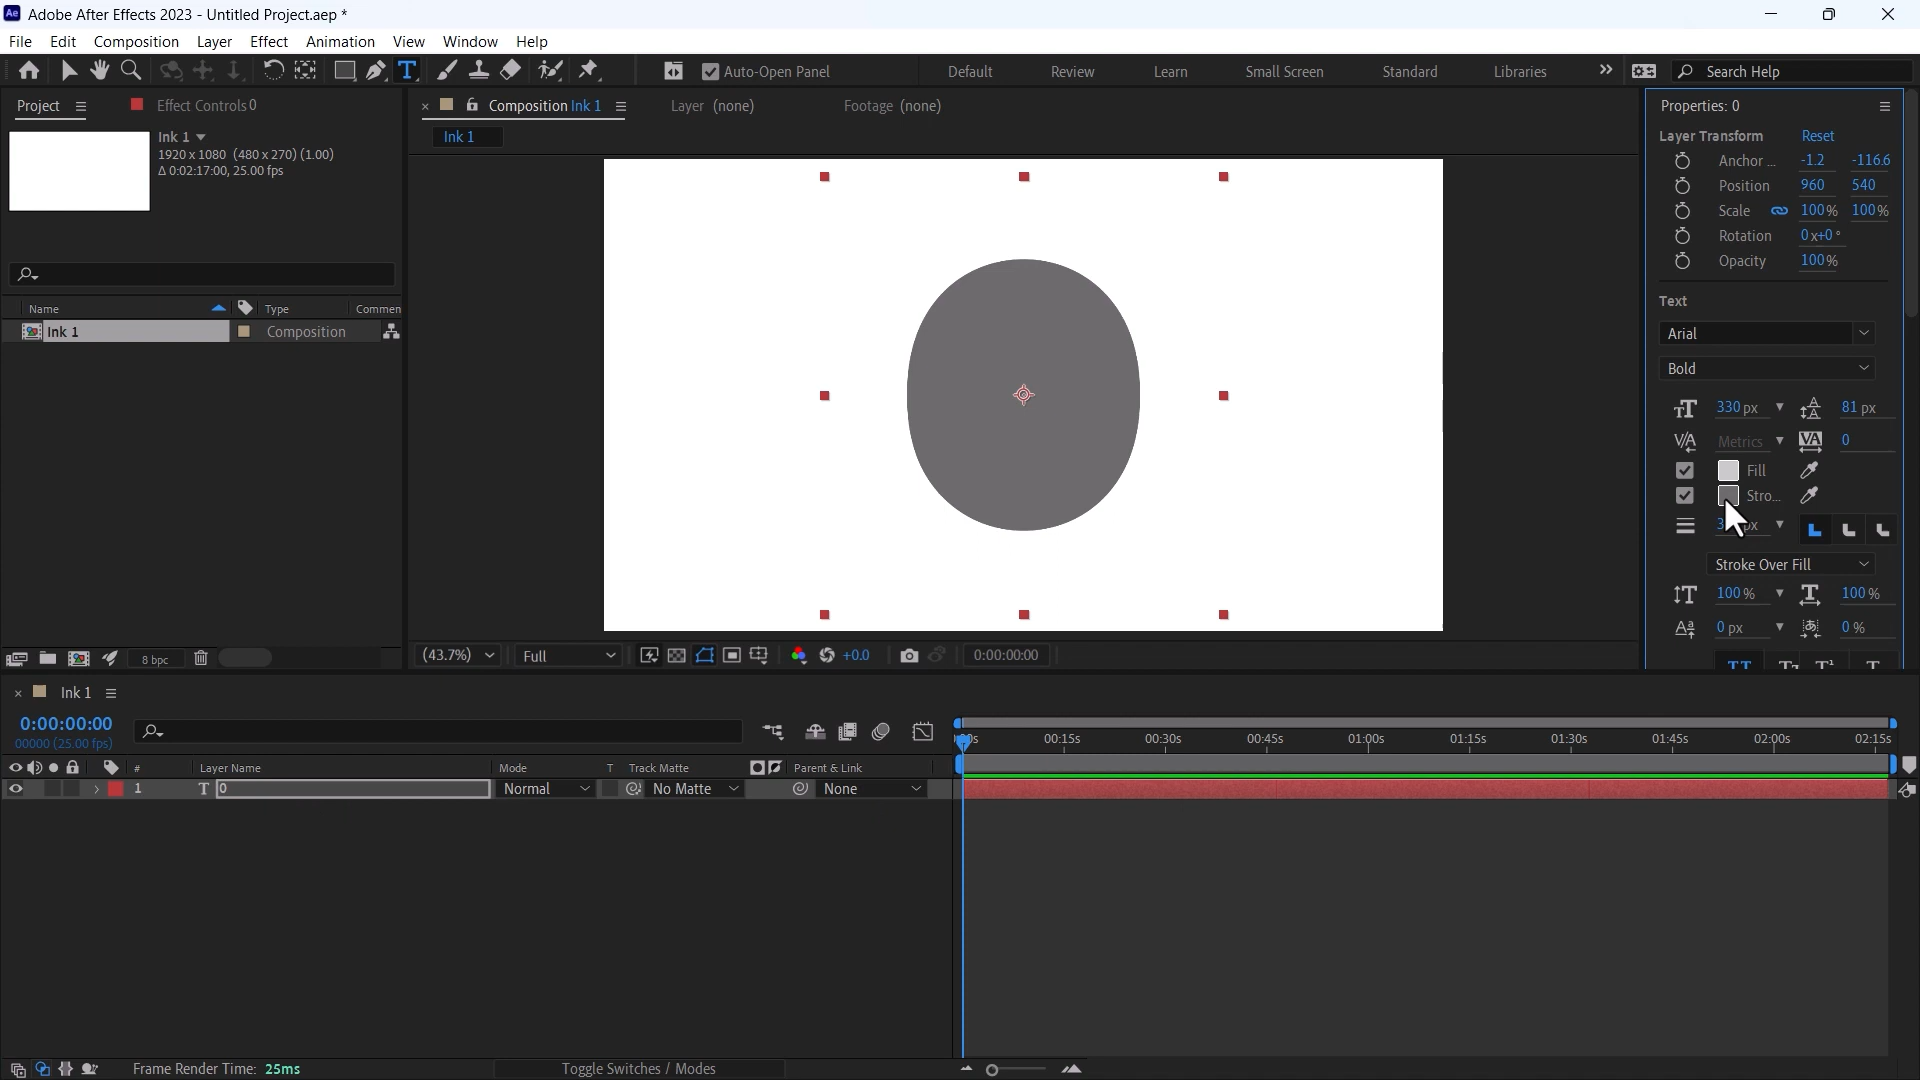 Ae Adobe After Effects 2023 - Untitled Project.aep *
File Edit Composition Layer Effect Animation View Window Help
Auto-Open Panel Default Review Learn Small Screen Standard Libraries Search Help
Project Effect Controls 0
Composition Ink 1 Layer (none) Footage (none)
Ink 1
Ink 1
1920 x 1080 (480 x 270) (1.00)
Δ 0:02:17:00, 25.00 fps
Name Type Commen
Ink 1 Composition
8 bpc
(43.7%) Full +0.0 0:00:00:00
Properties: 0
Layer Transform Reset
Anchor ... -1.2 -116.6
Position 960 540
Scale 100% 100%
Rotation 0x+0°
Opacity 100%
Text
Arial
Bold
330 px 81 px
Metrics 0
Fill
Stro...
px
Stroke Over Fill
100% 100%
0 px 0%
Ink 1
0:00:00:00
00000 (25.00 fps)
00:15s 00:30s 00:45s 01:00s 01:15s 01:30s 01:45s 02:00s 02:15s
# Layer Name Mode T Track Matte Parent & Link
1 T 0 Normal No Matte None
Frame Render Time: 25ms Toggle Switches / Modes